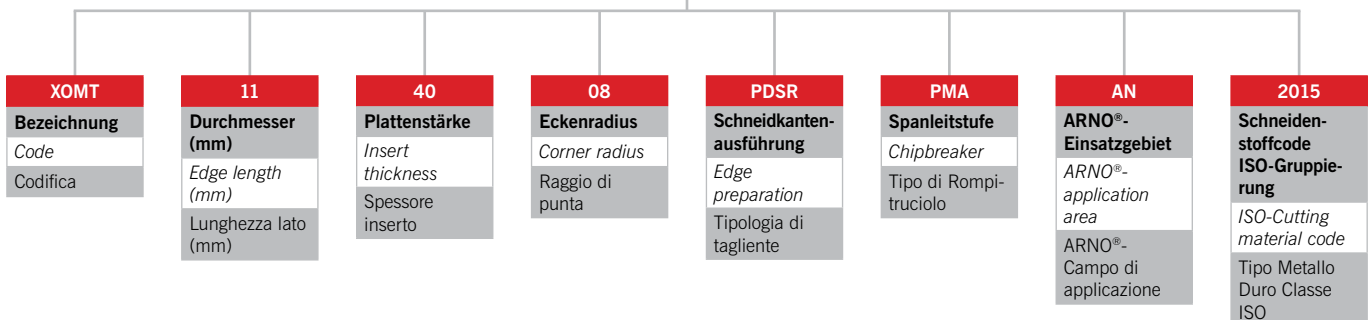 XOMT
Bezeichnung
Code
Codifica
11
Durchmesser
(mm)
Edge length
(mm)
Lunghezza lato
(mm)
40
Plattenstärke
Insert
thickness
Spessore
inserto
08
Eckenradius
Corner radius
Raggio di
punta
PDSR
Schneidkanten-
ausführung
Edge
preparation
Tipologia di
tagliente
PMA
Spanleitstufe
Chipbreaker
Tipo di Rompi-
truciolo
AN
ARNO®-
Einsatzgebiet
ARNO®-
application
area
ARNO®-
Campo di
applicazione
2015
Schneiden-
stoffcode
ISO-Gruppie-
rung
ISO-Cutting
material code
Tipo Metallo
Duro Classe
ISO